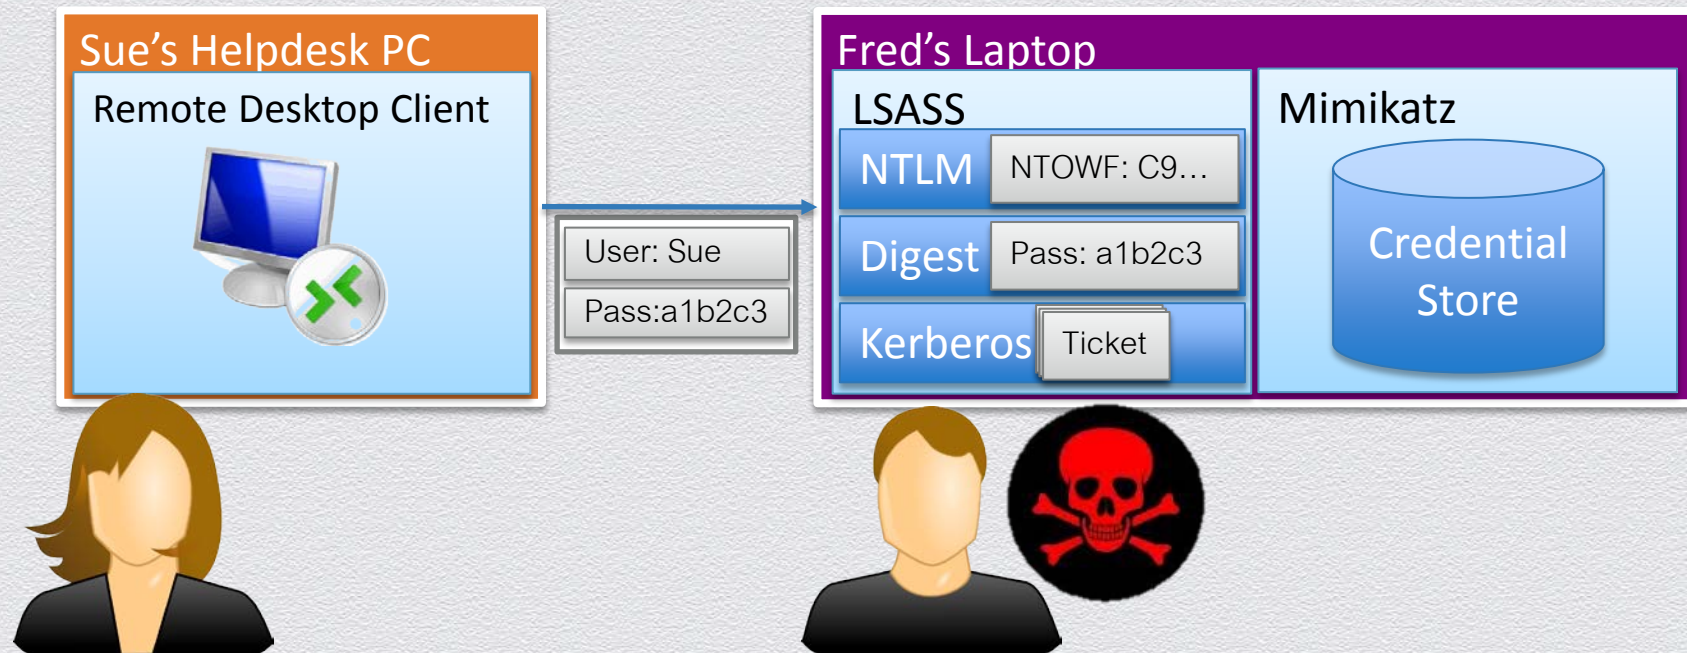 Sue’s Helpdesk PC
Remote Desktop Client
User: Sue
Pass:a1b2c3
Fred’s Laptop
LSASS
NTLM
NTOWF: C9…
Digest
Pass: a1b2c3
Kerberos
Ticket
Mimikatz
Credential
Store